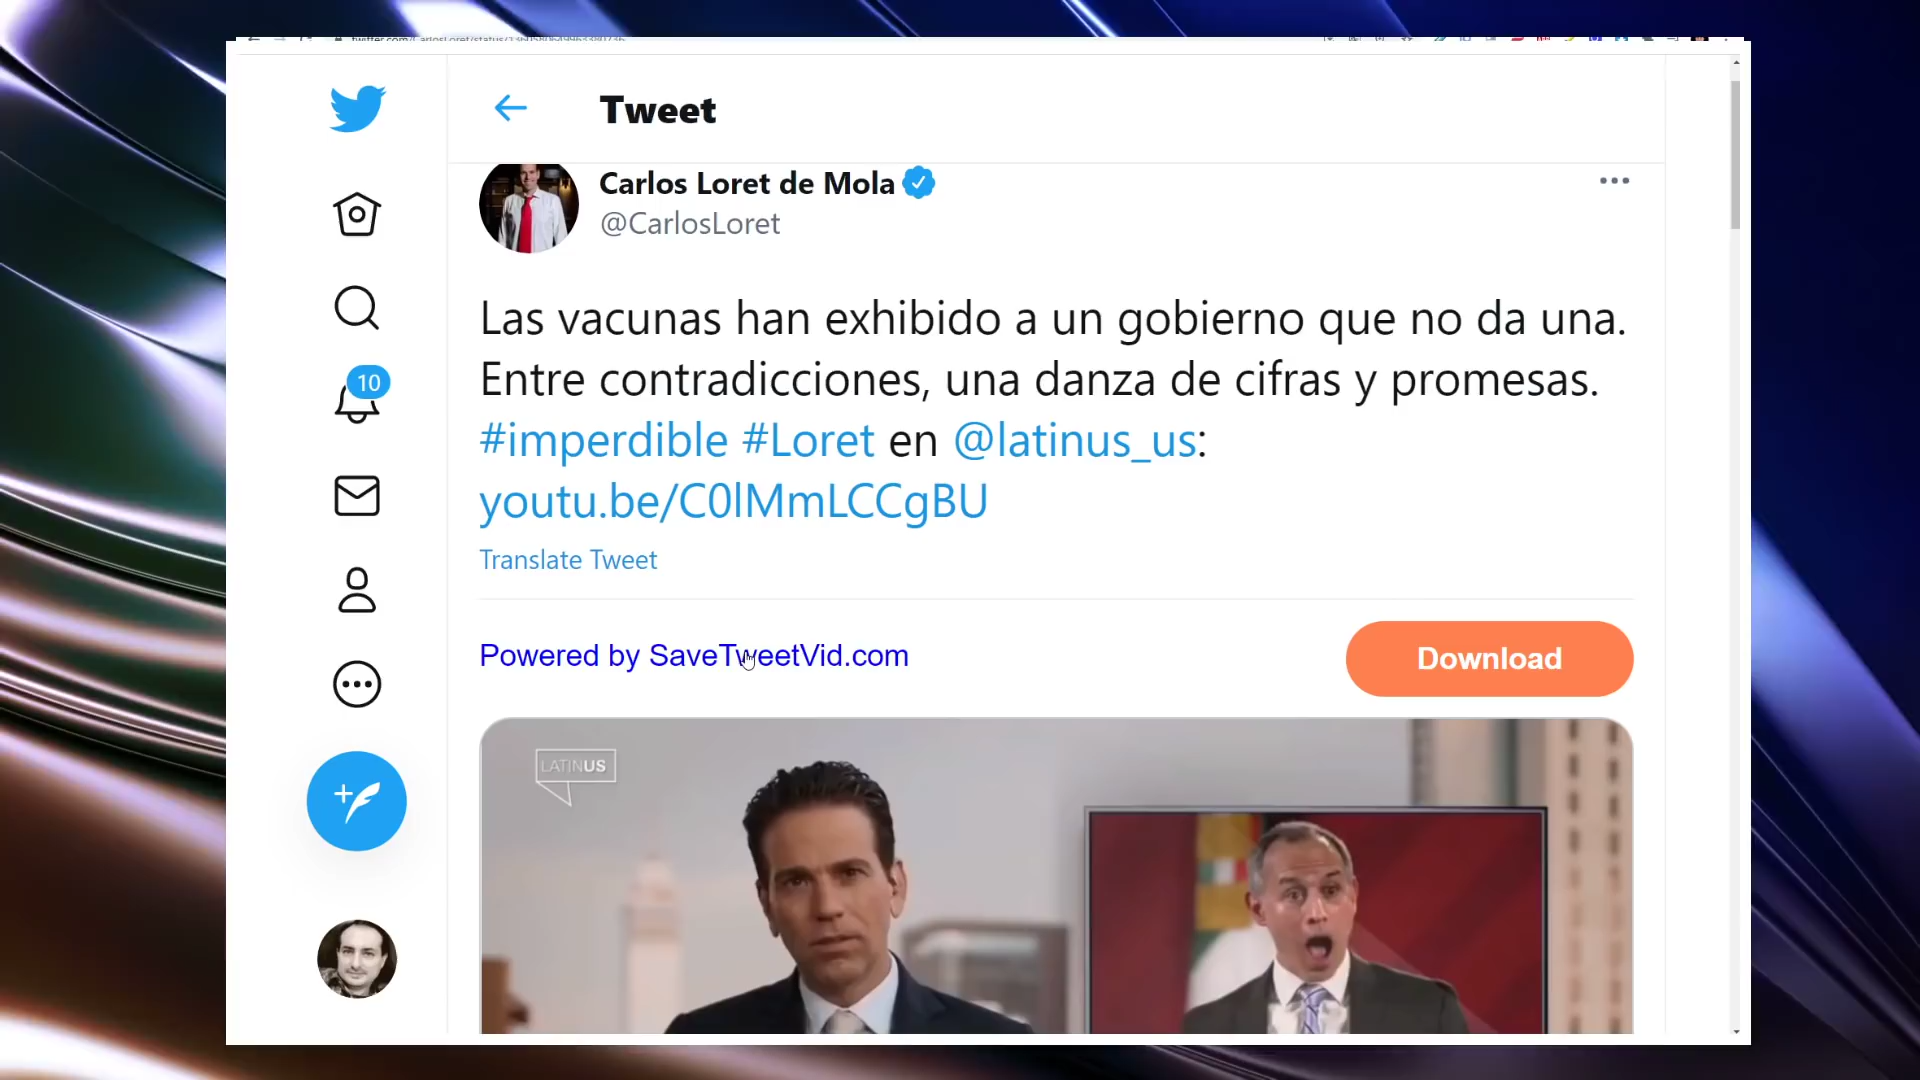 Tweet
Carlos Loret de Mola
@CarlosLoret
Las vacunas han exhibido a un gobierno que no da una.
Entre contradicciones, una danza de cifras y promesas.
#imperdible #Loret en @latinus_us:
youtu.be/C0lMmLCCgBU
Translate Tweet
10
Powered by SaveTweetVid.com
Download
LATINUS